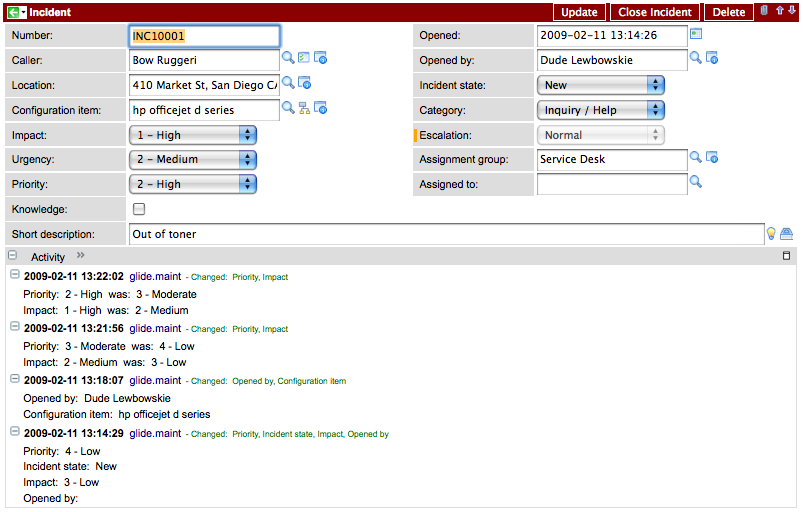 Incident Update Close Incident Delete
Number: INC10001 Opened: 2009-02-11 13:14:26
Caller: Bow Ruggeri Opened by: Dude Lewbowskie
Location: 410 Market St, San Diego CA Incident state: New
Configuration item: hp officejet d series Category: Inquiry / Help
Impact: 1 - High Escalation: Normal
Urgency: 2 - Medium Assignment group: Service Desk
Priority: 2 - High Assigned to:
Knowledge:
Short description: Out of toner
Activity
2009-02-11 13:22:02 glide.maint - Changed: Priority, Impact
Priority: 2 - High was: 3 - Moderate
Impact: 1 - High was: 2 - Medium
2009-02-11 13:21:56 glide.maint - Changed: Priority, Impact
Priority: 3 - Moderate was: 4 - Low
Impact: 2 - Medium was: 3 - Low
2009-02-11 13:18:07 glide.maint - Changed: Opened by, Configuration item
Opened by: Dude Lewbowskie
Configuration item: hp officejet d series
2009-02-11 13:14:29 glide.maint - Changed: Priority, Incident state, Impact, Opened by
Priority: 4 - Low
Incident state: New
Impact: 3 - Low
Opened by: